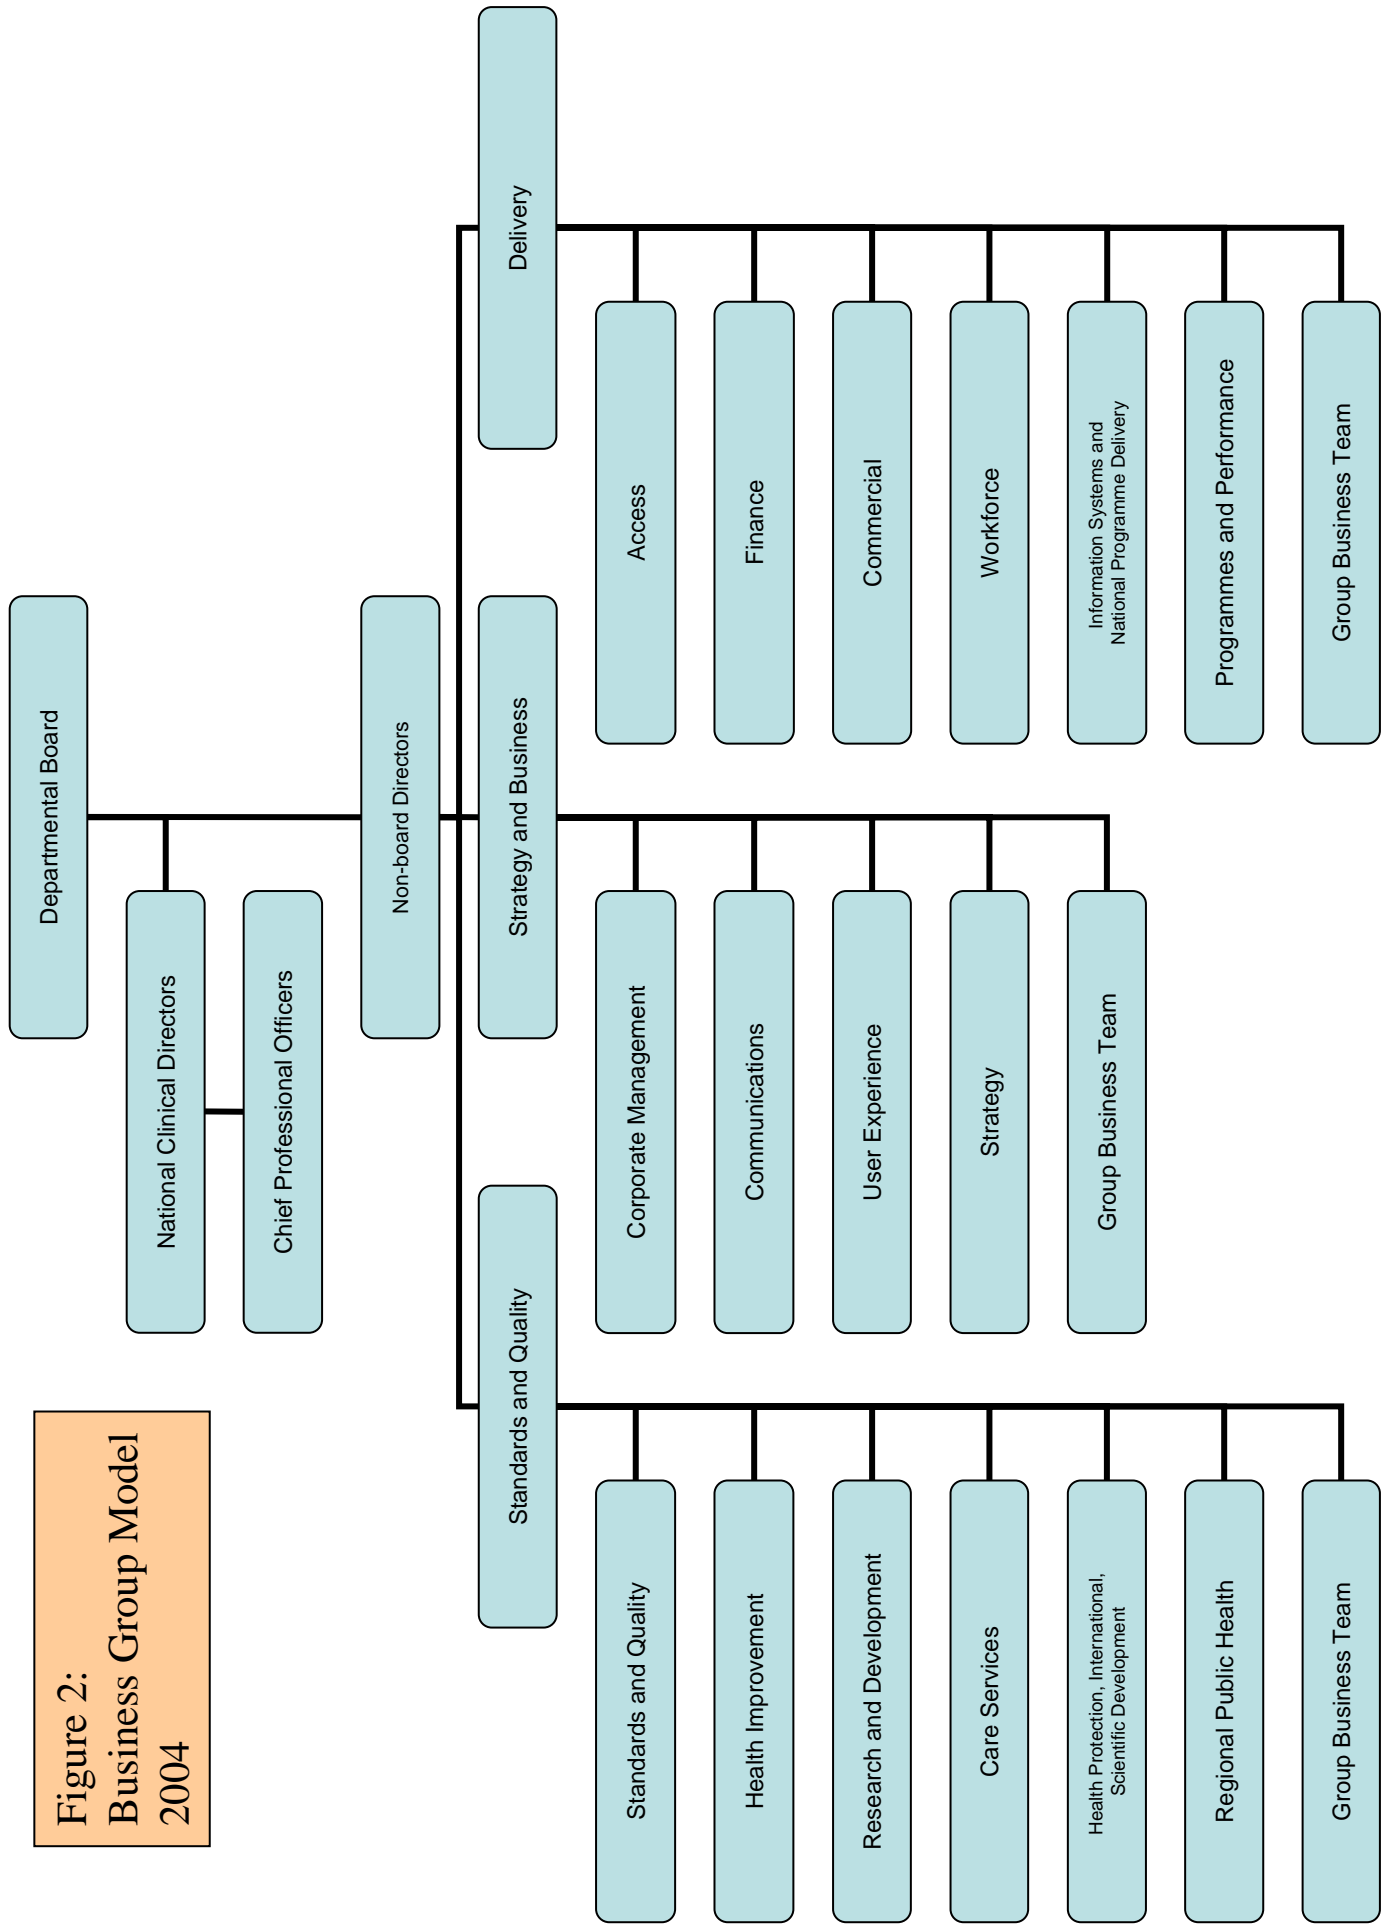 Figure 2:
Business Group Model
2004
Departmental Board
National Clinical Directors
Chief Professional Officers
Non-board Directors
Standards and Quality
Strategy and Business
Delivery
Standards and Quality
Health Improvement
Research and Development
Care Services
Health Protection, International,
Scientific Development
Regional Public Health
Group Business Team
Corporate Management
Communications
User Experience
Strategy
Group Business Team
Access
Finance
Commercial
Workforce
Information Systems and
National Programme Delivery
Programmes and Performance
Group Business Team